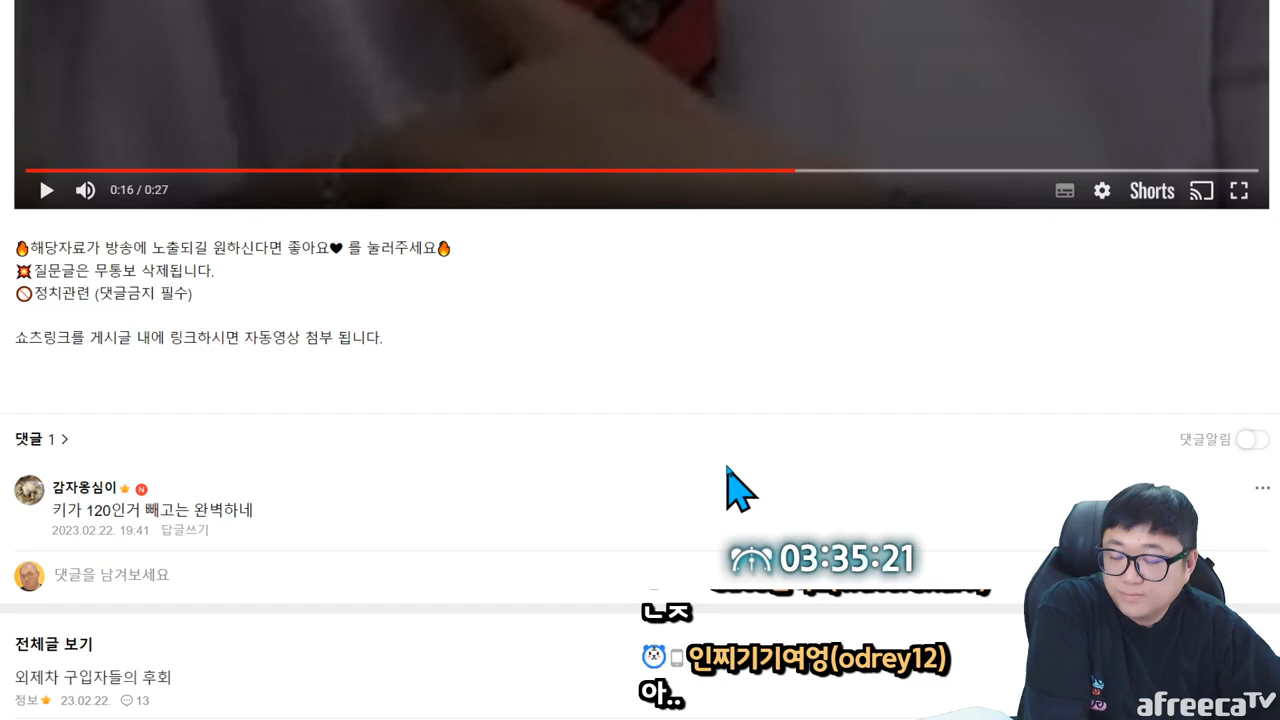 0:16 / 0:27
Shorts
🔥해당자료가 방송에 노출되길 원하신다면 좋아요🖤 를 눌러주세요🔥
💥질문글은 무통보 삭제됩니다.
🚫정치관련 (댓글금지 필수)
쇼츠링크를 게시글 내에 링크하시면 자동영상 첨부 됩니다.
댓글 1 >
댓글알림
감자옹심이 N
키가 120인거 빼고는 완벽하네
2023.02.22. 19:41 답글쓰기
댓글을 남겨보세요
03:35:21
ㄴㅈ
인찌기기여엉(odrey12)
아..
전체글 보기
외제차 구입자들의 후회
정보 23.02.22. 13
afreecaTV